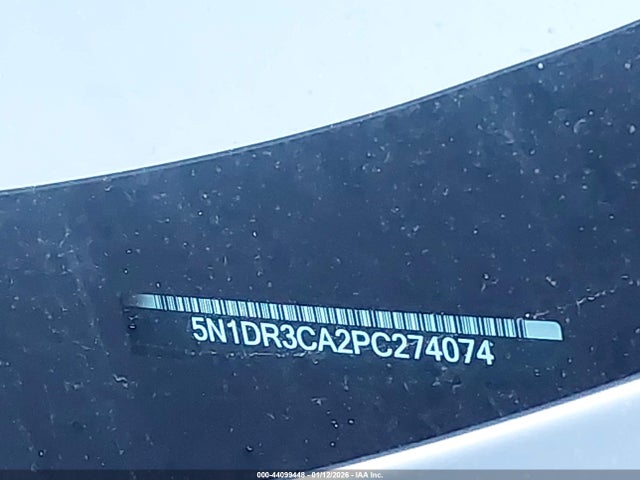 5N1DR3CA2PC274074
000-44099448 - 01/12/2026 - IAA Inc.